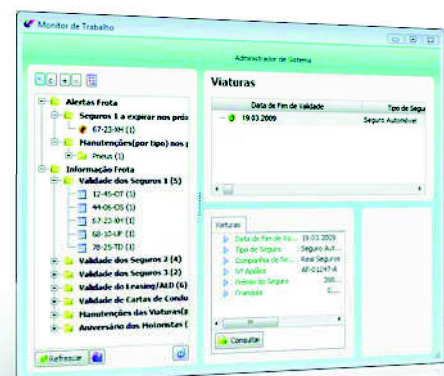 Monitor de Trabalho
Administrador de Sistema
Alertas Frota
Seguros 1 a expirar nos próx
67-23-XH (1)
Manutenções(por tipo) nos p
Pneus (1)
Informação Frota
Validade dos Seguros 1 (5)
12-45-OT (1)
44-06-OS (1)
67-23-XH (1)
68-10-UP (1)
78-25-TD (1)
Validade dos Seguros 2 (4)
Validade dos Seguros 3 (2)
Validade do Leasing/ALD (6)
Validade de Cartas de Condu
Manutenções das Viaturas(p
Aniversário dos Motoristas (
Refrescar
Viaturas
Data de Fim de Validade Tipo de Segu
19.03.2009 Seguro Automóvel
Viaturas
Data de Fim de Va... 19.03.2009
Tipo de Seguro Seguro Aut...
Companhia de Se... Real Seguros
Nº Apólice AP-01247-A
Prémio do Seguro
Franquia
Consultar